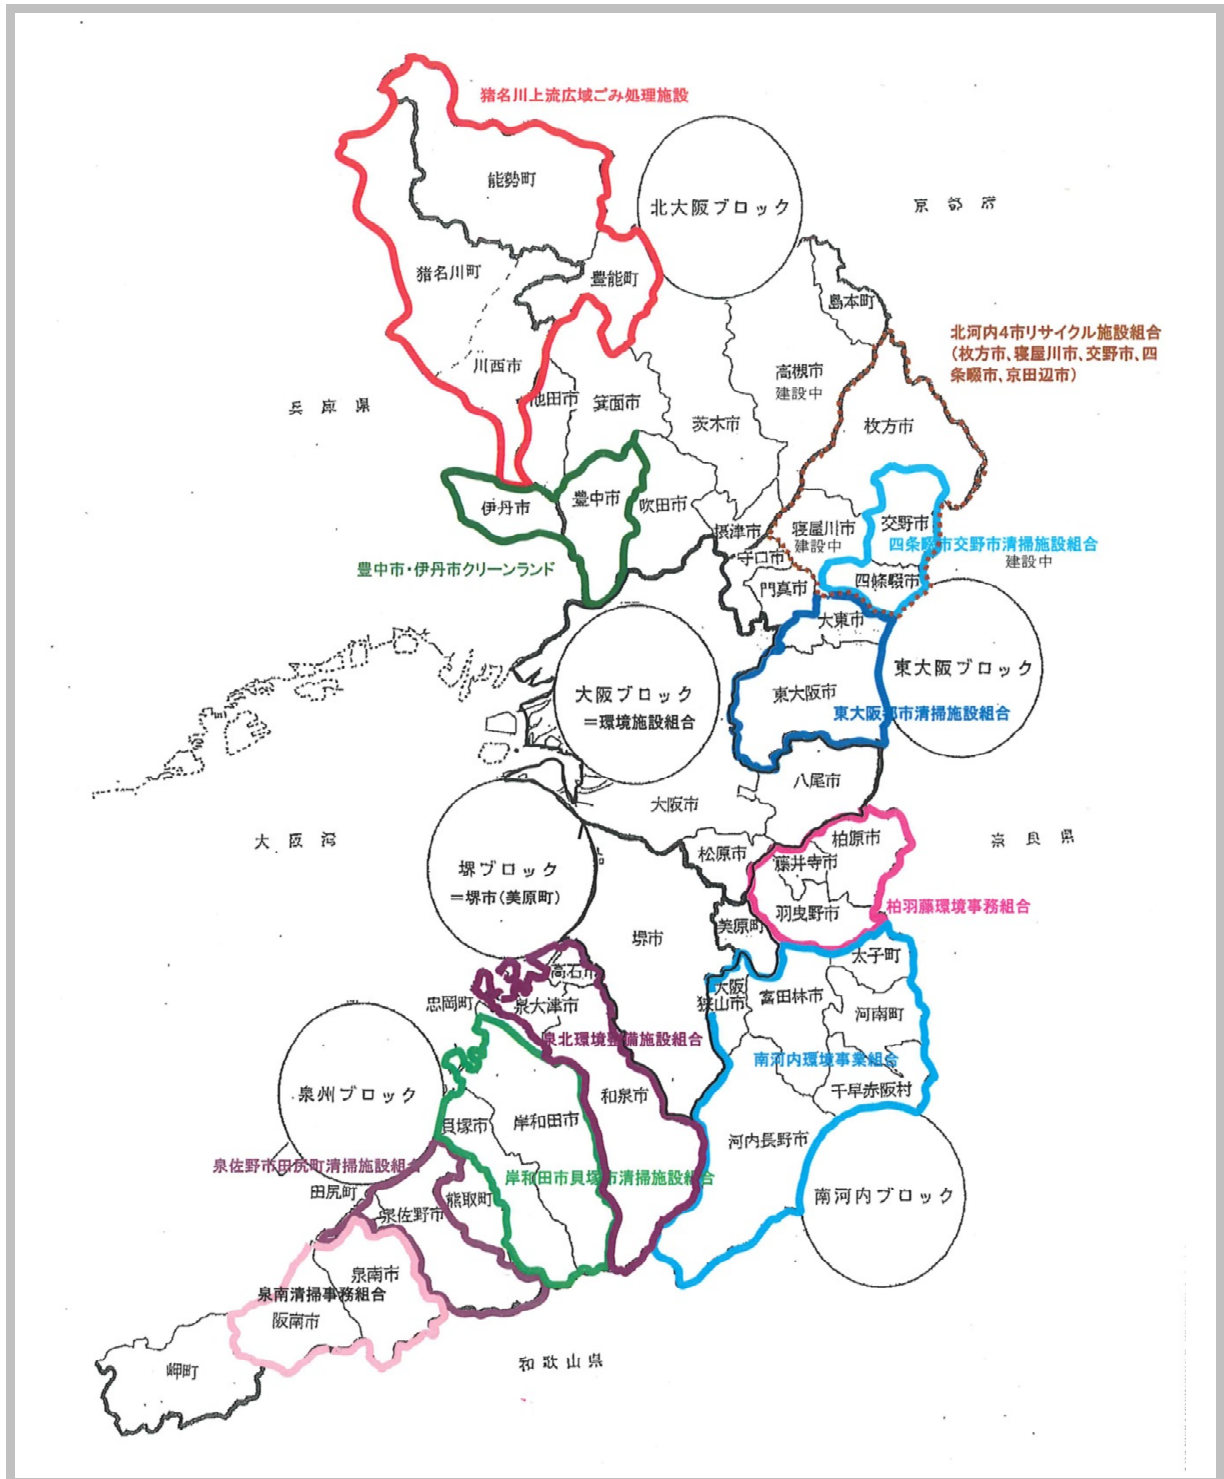 猪名川上流広域ごみ処理施設
能勢町
北大阪ブロック
京都府
猪名川町
豊能町
島本町
北河内4市リサイクル施設組合
(枚方市、寝屋川市、交野市、四
条畷市、京田辺市)
川西市
高槻市
建設中
兵庫県
池田市
箕面市
茨木市
枚方市
伊丹市
豊中市
吹田市
摂津市
寝屋川市
建設中
交野市
四条畷市交野市清掃施設組合
建設中
守口市
豊中市・伊丹市クリーンランド
門真市
四條畷市
大東市
東大阪ブロック
大阪ブロック
=環境施設組合
東大阪市
東大阪都市清掃施設組合
八尾市
大阪市
大阪湾
柏原市
奈良県
松原市
藤井寺市
堺ブロック
=堺市(美原町)
羽曳野市
柏羽藤環境事務組合
美原町
堺市
太子町
高石市
大阪
狭山市
富田林市
忠岡町
泉大津市
河南町
泉北環境整備施設組合
南河内環境事業組合
泉州ブロック
和泉市
千早赤阪村
貝塚市
岸和田市
河内長野市
泉佐野市田尻町清掃施設組合
岸和田市貝塚市清掃施設組合
田尻町
熊取町
南河内ブロック
泉佐野市
泉南市
泉南清掃事務組合
阪南市
岬町
和歌山県